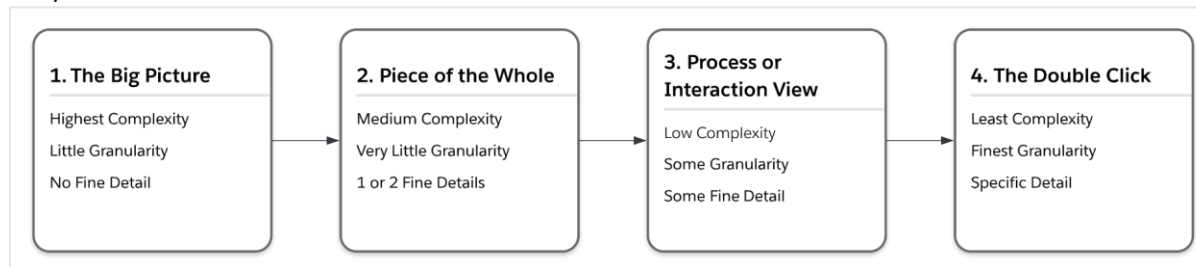 1. The Big Picture
Highest Complexity
Little Granularity
No Fine Detail
2. Piece of the Whole
Medium Complexity
Very Little Granularity
1 or 2 Fine Details
3. Process or
Interaction View
Low Complexity
Some Granularity
Some Fine Detail
4. The Double Click
Least Complexity
Finest Granularity
Specific Detail